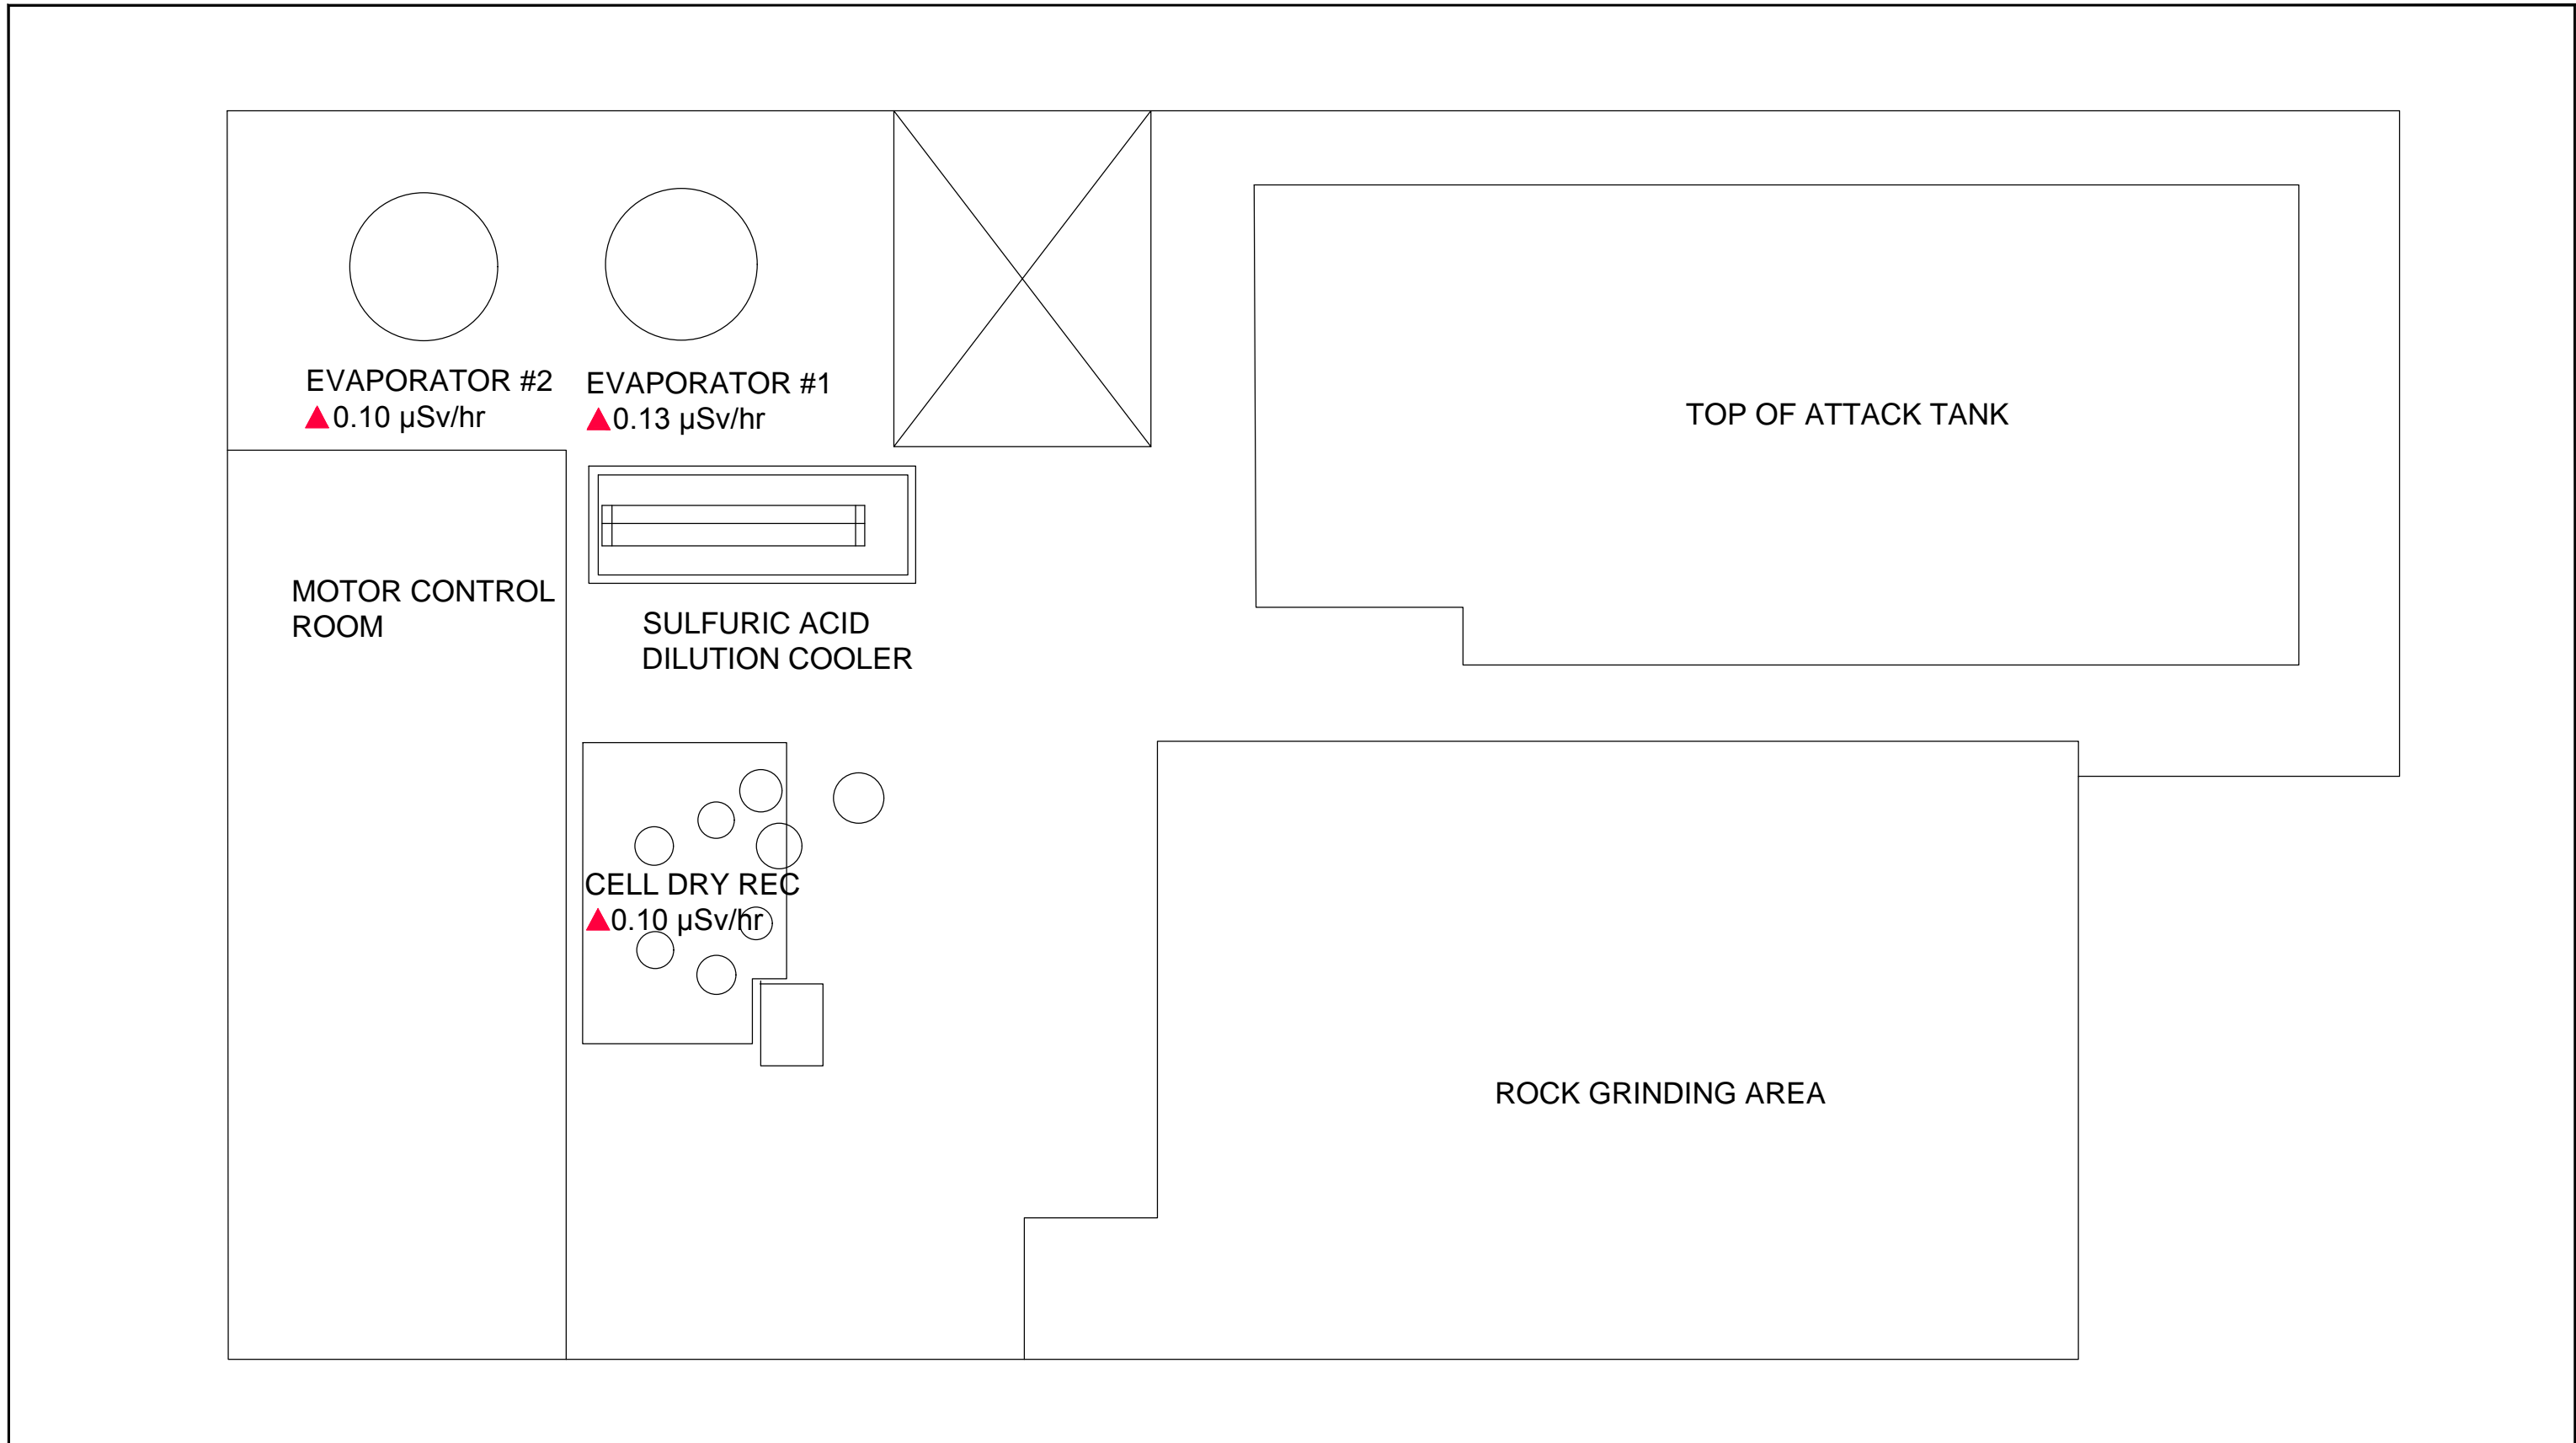 EVAPORATOR #2
0.10 µSv/hr
EVAPORATOR #1
0.13 µSv/hr
TOP OF ATTACK TANK
MOTOR CONTROL
ROOM
SULFURIC ACID
DILUTION COOLER
CELL DRY REC
0.10 µSv/hr
ROCK GRINDING AREA